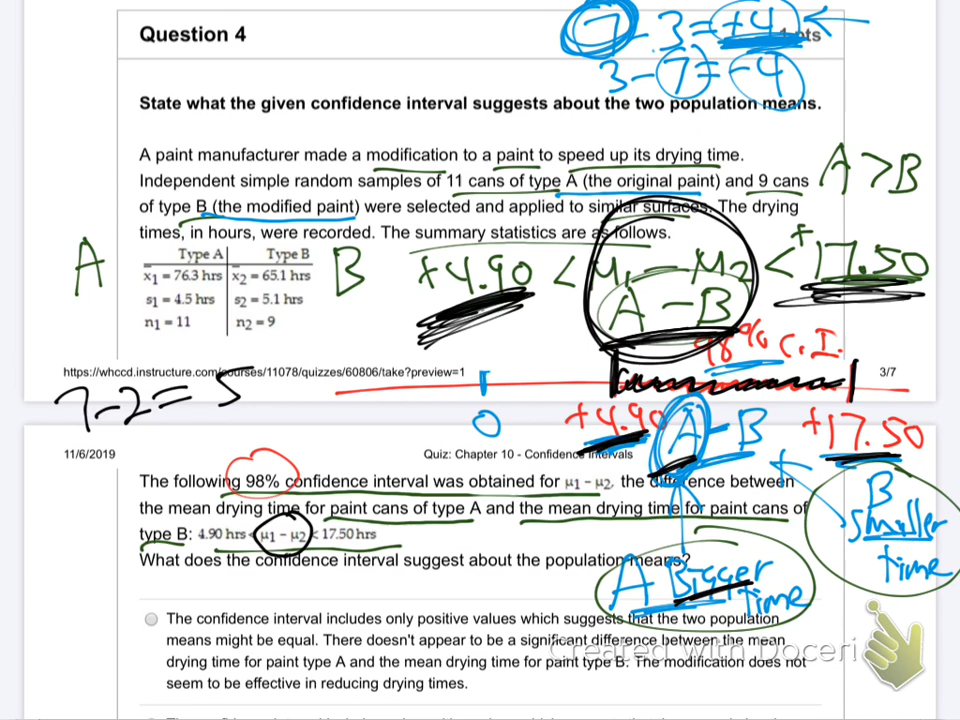 Question 4
7 - 3 = +4
pts
3 - 7 = -4
State what the given confidence interval suggests about the two population means.
A paint manufacturer made a modification to a paint to speed up its drying time.
Independent simple random samples of 11 cans of type A (the original paint) and 9 cans
of type B (the modified paint) were selected and applied to similar surfaces. The drying
times, in hours, were recorded. The summary statistics are as follows.
A > B
A
Type A Type B
x̄1 = 76.3 hrs x̄2 = 65.1 hrs
s1 = 4.5 hrs s2 = 5.1 hrs
n1 = 11 n2 = 9
B
+4.90 < μ1 - μ2 < +17.50
A - B
98% C.I.
https://whccd.instructure.com/courses/11078/quizzes/60806/take?preview=1
3/7
7-2 = 5
0
+4.90
A - B
+17.50
11/6/2019
Quiz: Chapter 10 - Confidence Intervals
The following 98% confidence interval was obtained for μ1 - μ2, the difference between
the mean drying time for paint cans of type A and the mean drying time for paint cans of
type B: 4.90 hrs < μ1 - μ2 < 17.50 hrs
What does the confidence interval suggest about the population means?
B
smaller
time
A Bigger
time
The confidence interval includes only positive values which suggests that the two population
means might be equal. There doesn't appear to be a significant difference between the mean
drying time for paint type A and the mean drying time for paint type B. The modification does not
seem to be effective in reducing drying times.
Created with Doceri